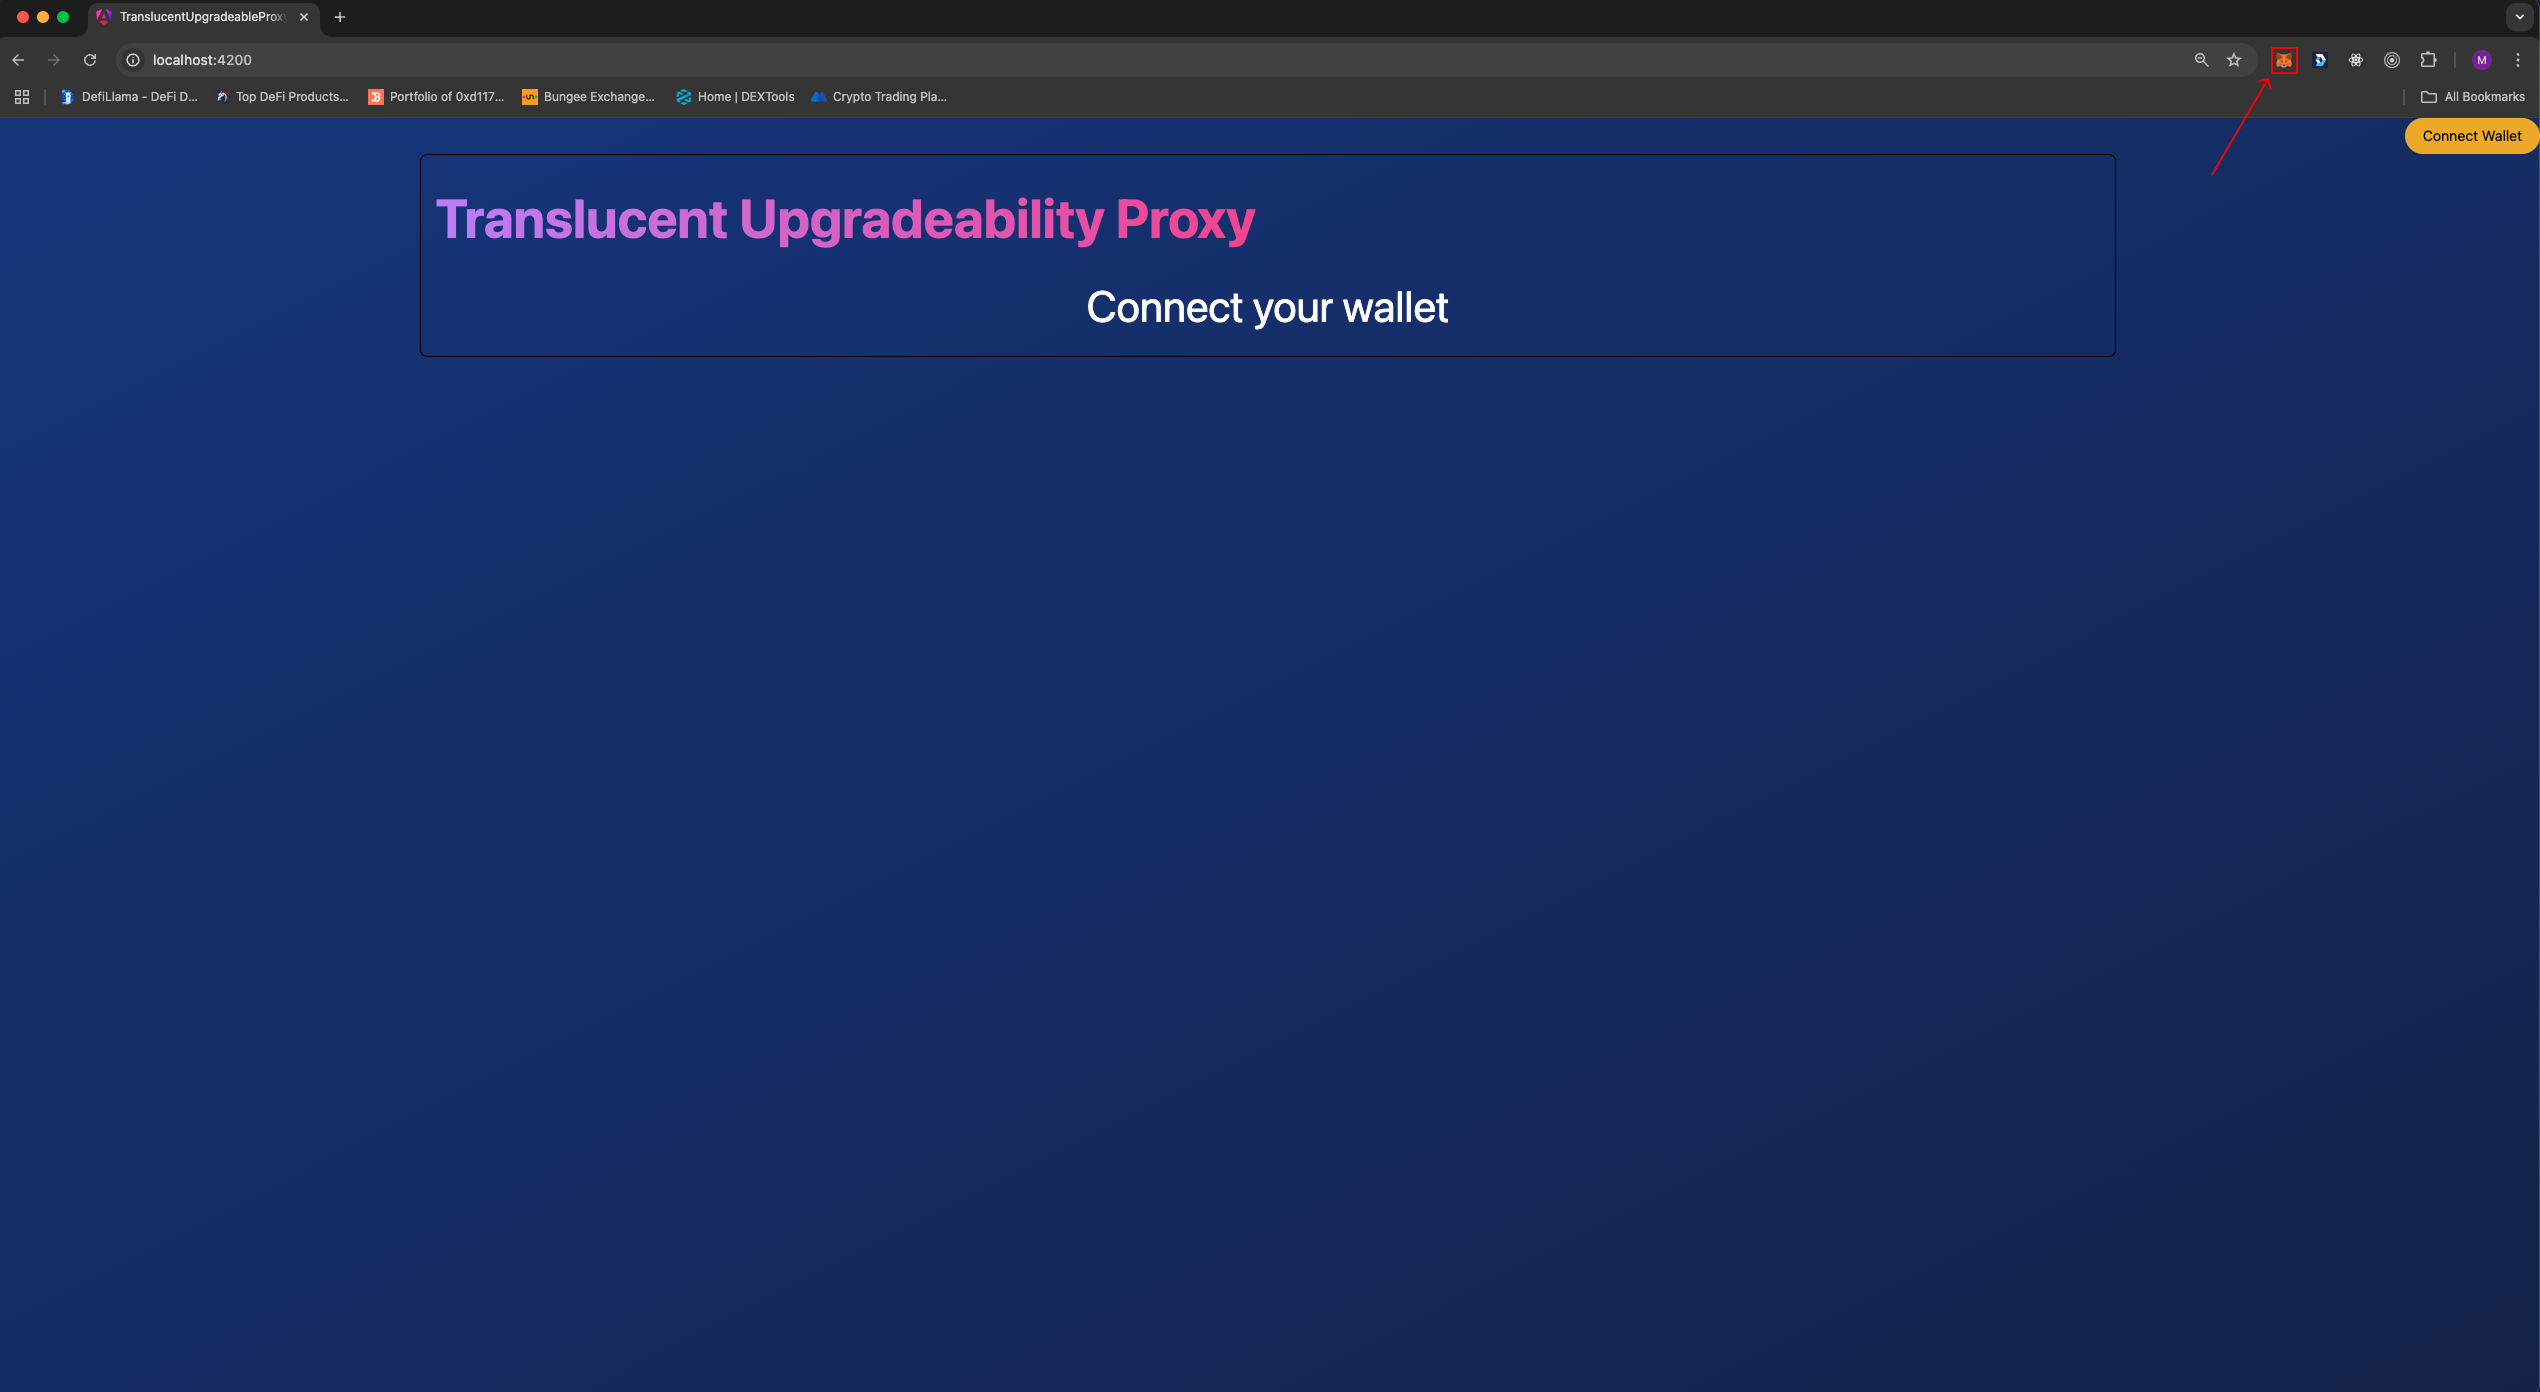 TranslucentUpgradeableProxy
localhost:4200
M
DefiLlama - DeFi D...
Top DeFi Products...
Portfolio of 0xd117...
Bungee Exchange...
Home | DEXTools
Crypto Trading Pla...
All Bookmarks
Connect Wallet
Translucent Upgradeability Proxy
Connect your wallet